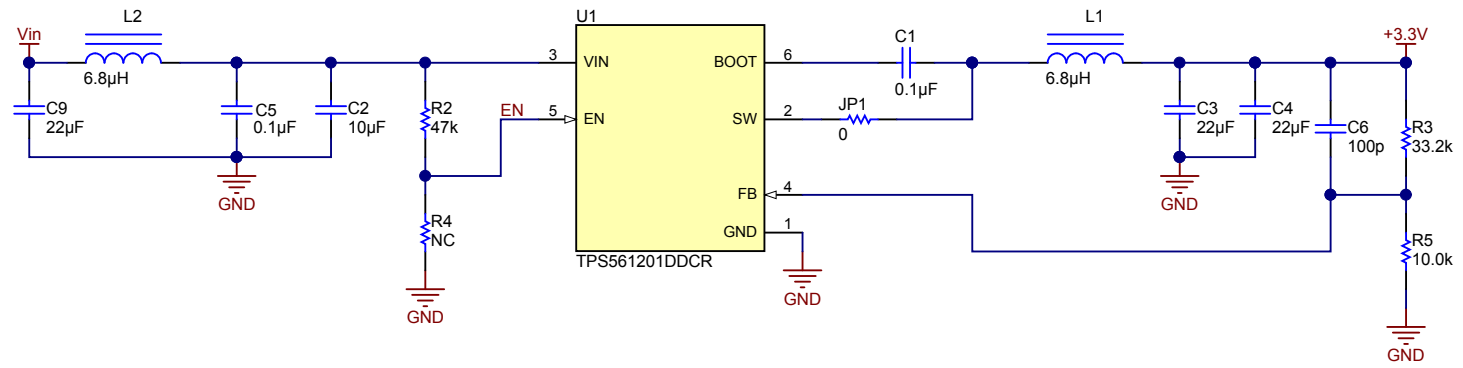 Vin
L2
6.8µH
C9
22µF
C5
0.1µF
C2
10µF
GND
R2
47k
EN
R4
NC
GND
U1
3
VIN
5
EN
BOOT
6
SW
2
FB
4
GND
1
TPS561201DDCR
GND
C1
0.1µF
JP1
0
L1
6.8µH
C3
22µF
C4
22µF
GND
C6
100p
+3.3V
R3
33.2k
R5
10.0k
GND